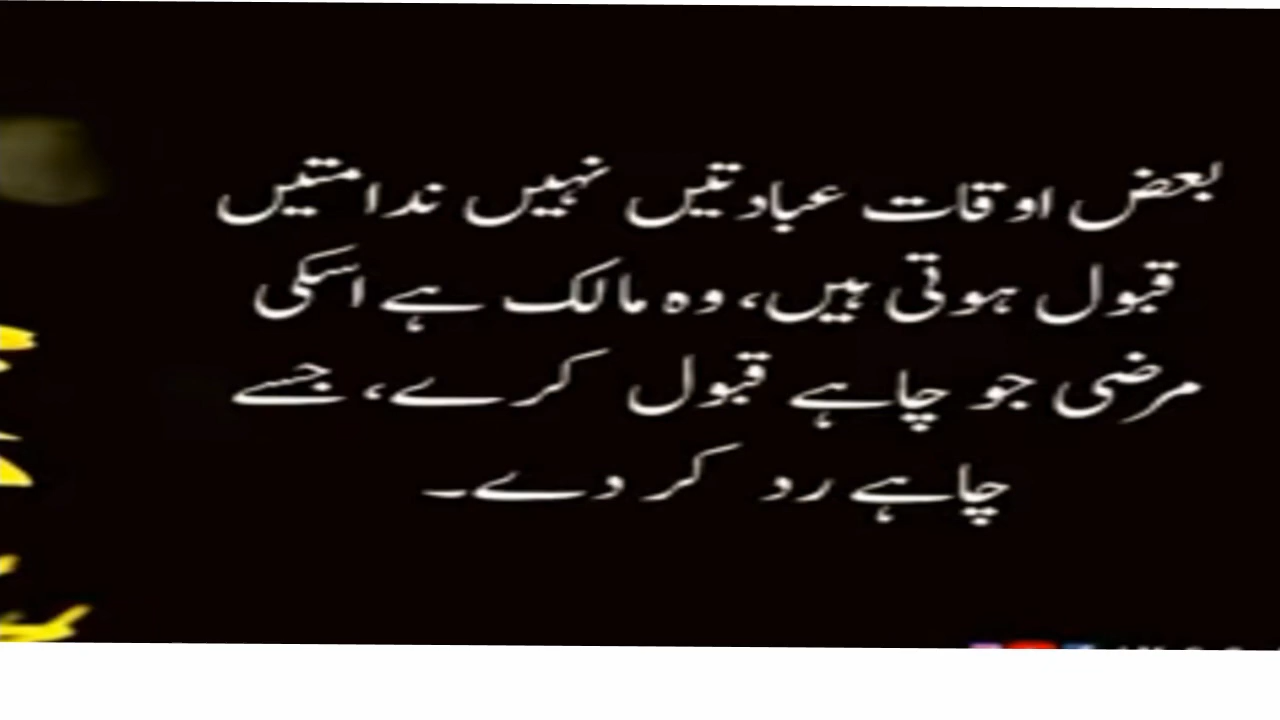 بعض اوقات عبادتیں نہیں ندامتیں
قبول ہوتی ہیں، وہ مالک ہے اسکی
مرضی جو چاہے قبول کرے، جسے
چاہے رد کر دے۔